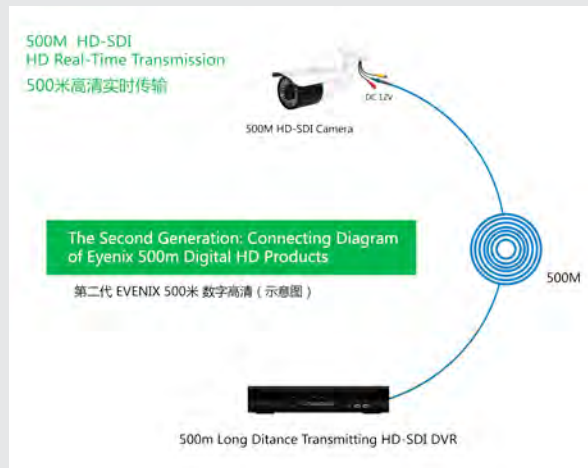 500M HD-SDI
HD Real-Time Transmission
500米高清实时传输
DC 12V
500M HD-SDI Camera
The Second Generation: Connecting Diagram
of Eyenix 500m Digital HD Products
第二代 EVENIX 500米 数字高清（示意图）
500M
500m Long Ditance Transmitting HD-SDI DVR